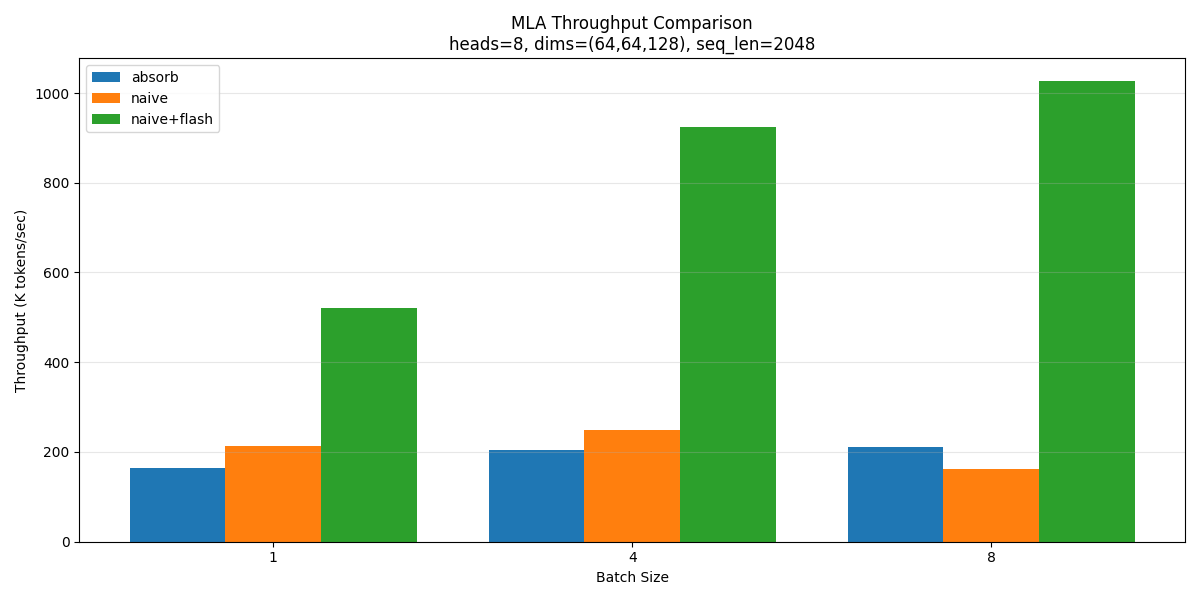 MLA Throughput Comparison
heads=8, dims=(64,64,128), seq_len=2048
absorb
naive
naive+flash
Throughput (K tokens/sec)
1000
800
600
400
200
0
1
4
8
Batch Size